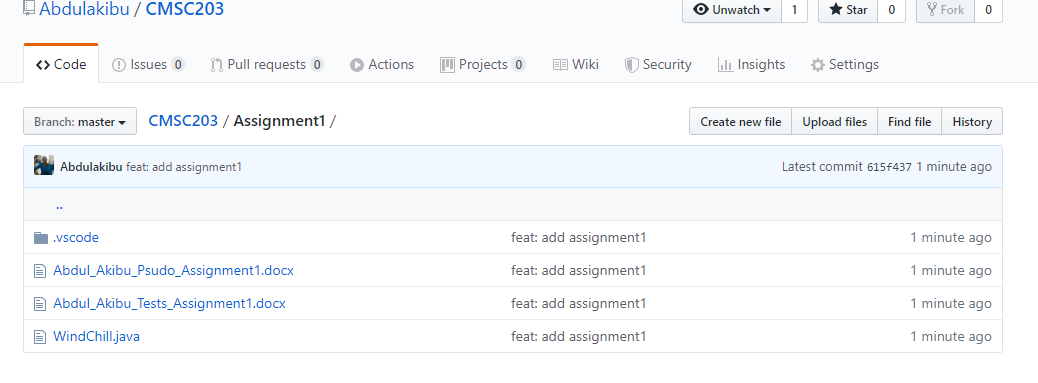 Abdulakibu / CMSC203 Unwatch 1 Star 0 Fork 0
Code Issues 0 Pull requests 0 Actions Projects 0 Wiki Security Insights Settings
Branch: master CMSC203 / Assignment1 / Create new file Upload files Find file History
Abdulakibu feat: add assignment1 Latest commit 615f437 1 minute ago
..
.vscode feat: add assignment1 1 minute ago
Abdul_Akibu_Psudo_Assignment1.docx feat: add assignment1 1 minute ago
Abdul_Akibu_Tests_Assignment1.docx feat: add assignment1 1 minute ago
WindChill.java feat: add assignment1 1 minute ago